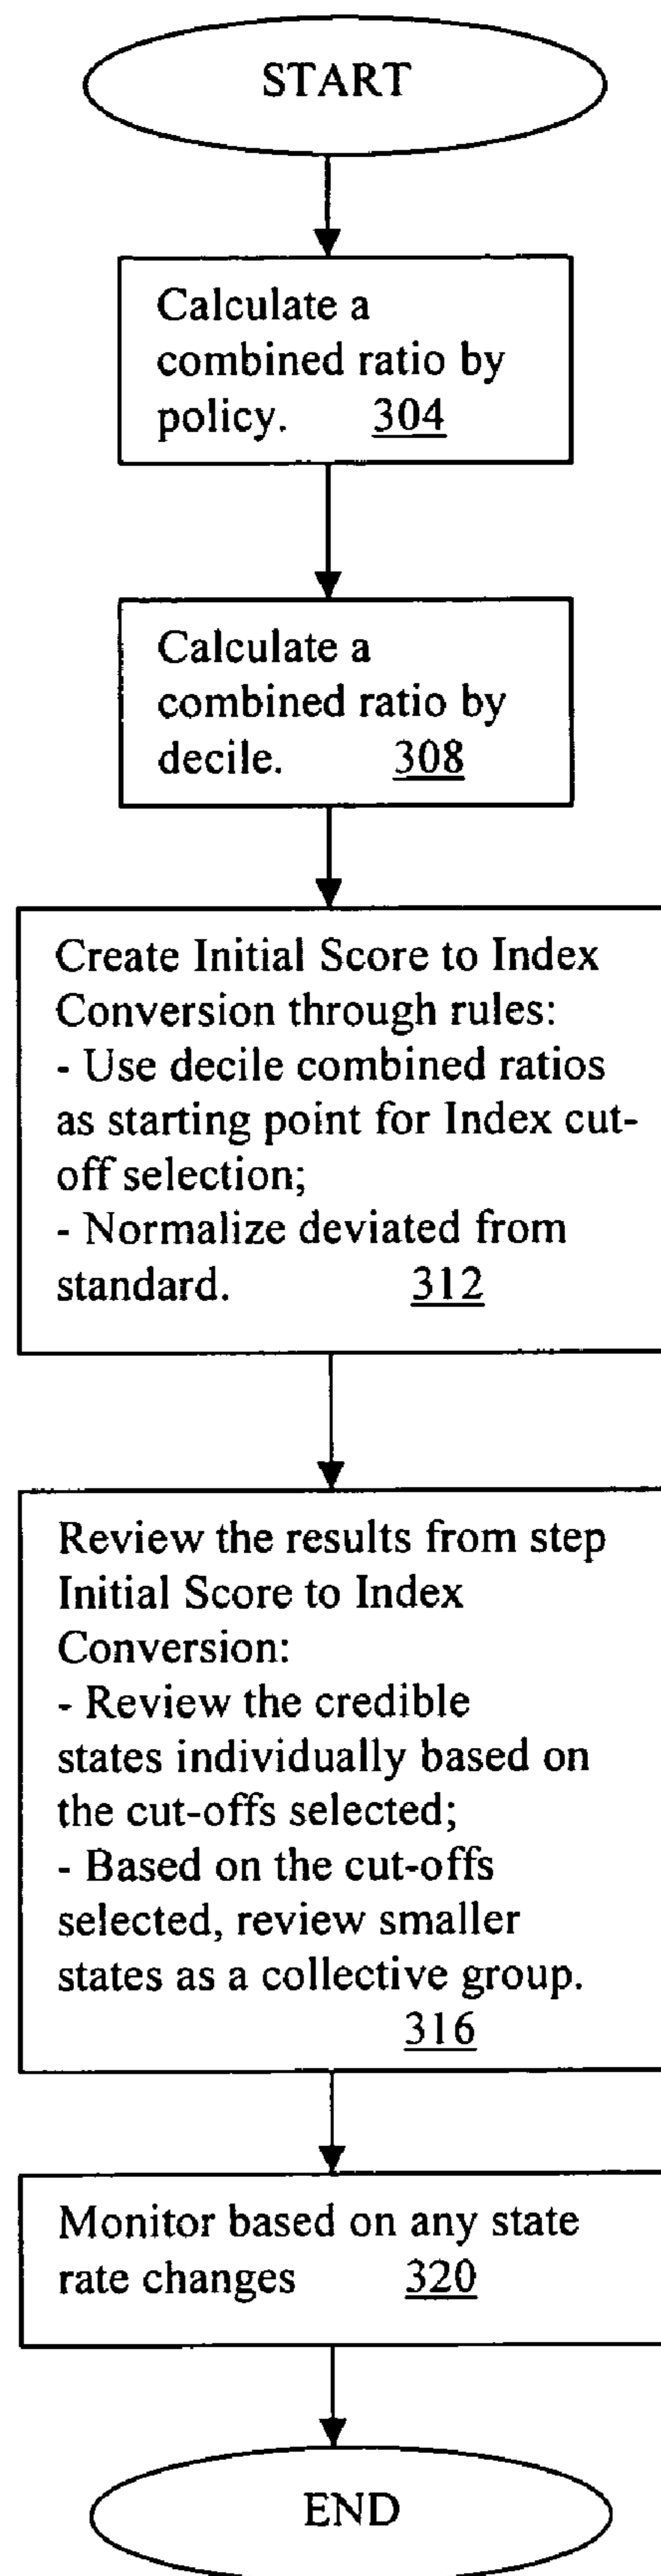 START
Calculate a
combined ratio by
policy. 304
Calculate a
combined ratio by
decile. 308
Create Initial Score to Index
Conversion through rules:
- Use decile combined ratios
as starting point for Index cut-
off selection;
- Normalize deviated from
standard. 312
Review the results from step
Initial Score to Index
Conversion:
- Review the credible
states individually based on
the cut-offs selected;
- Based on the cut-offs
selected, review smaller
states as a collective group.
316
Monitor based on any state
rate changes 320
END